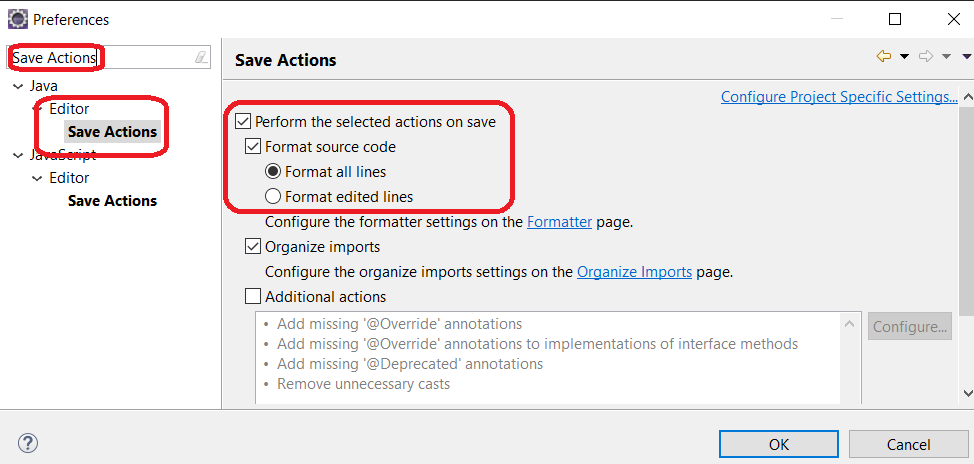 Preferences
Save Actions
Java
Editor
Save Actions
JavaScript
Editor
Save Actions
Save Actions
Configure Project Specific Settings...
Perform the selected actions on save
Format source code
Format all lines
Format edited lines
Configure the formatter settings on the Formatter page.
Organize imports
Configure the organize imports settings on the Organize Imports page.
Additional actions
• Add missing '@Override' annotations
• Add missing '@Override' annotations to implementations of interface methods
• Add missing '@Deprecated' annotations
• Remove unnecessary casts
Configure...
?
OK
Cancel